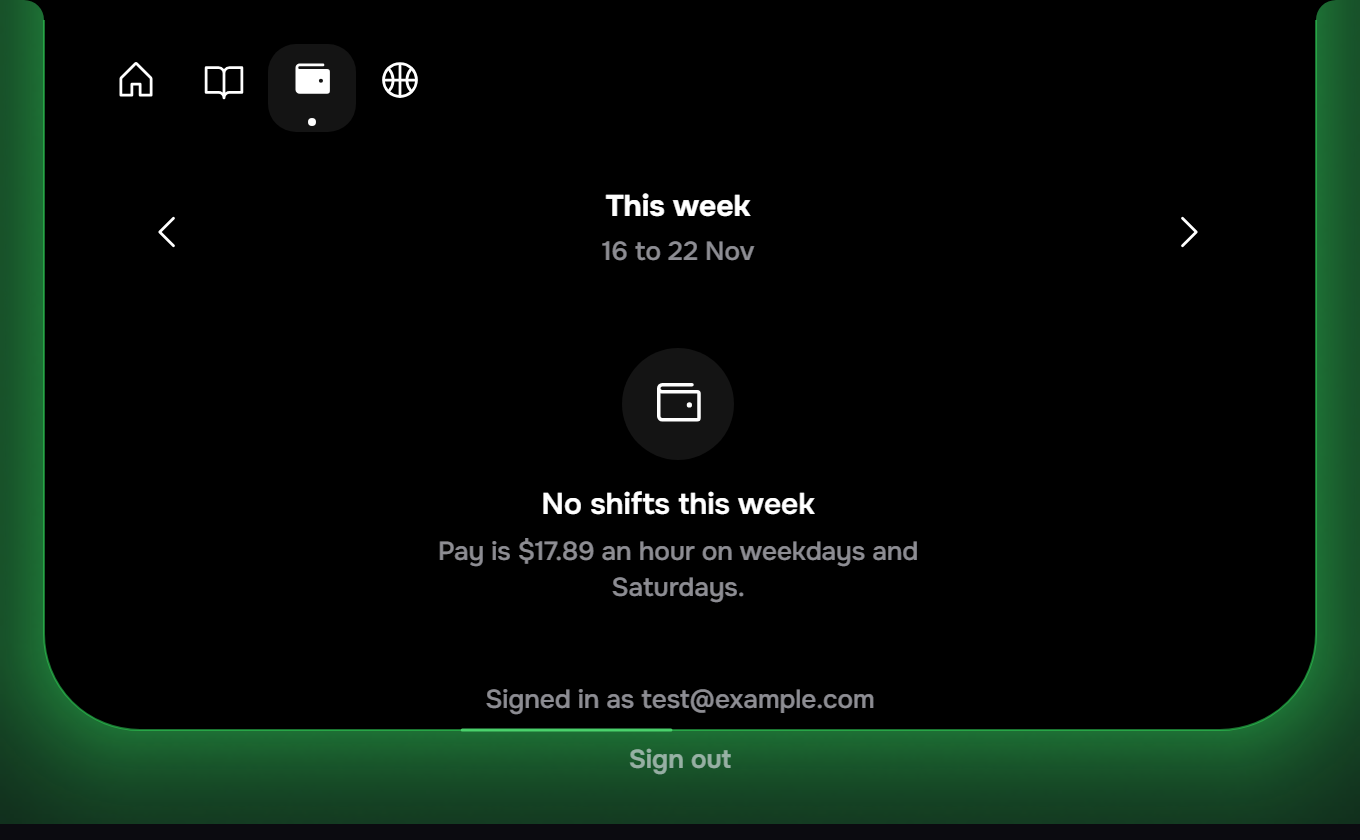 This week
16 to 22 Nov
No shifts this week
Pay is $17.89 an hour on weekdays and
Saturdays.
Signed in as test@example.com
Sign out